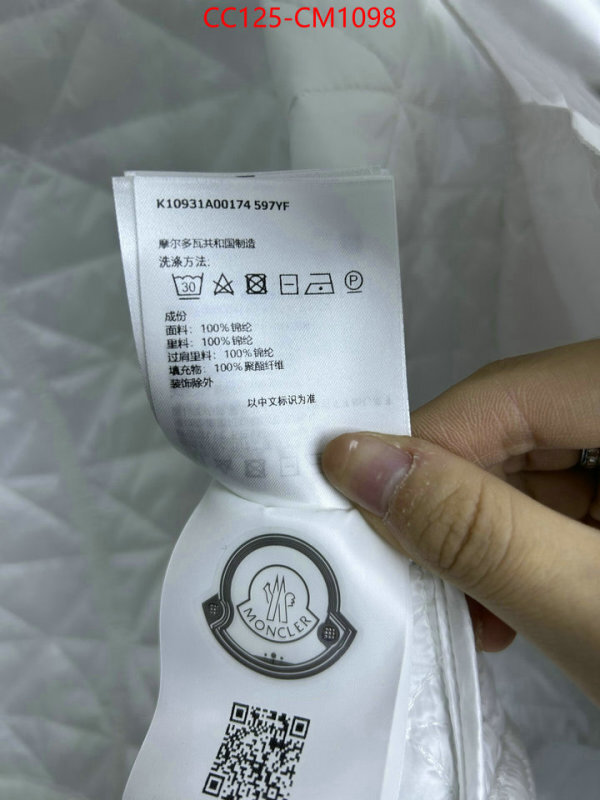 CC125-CM1098
K10931A00174 597YF
摩尔多瓦共和国制造
洗涤方法:
30 P
成份
面料: 100% 锦纶
里料: 100% 锦纶
过肩里料: 100% 锦纶
填充物: 100% 聚酯纤维
装饰除外
以中文标识为准
MONCLER